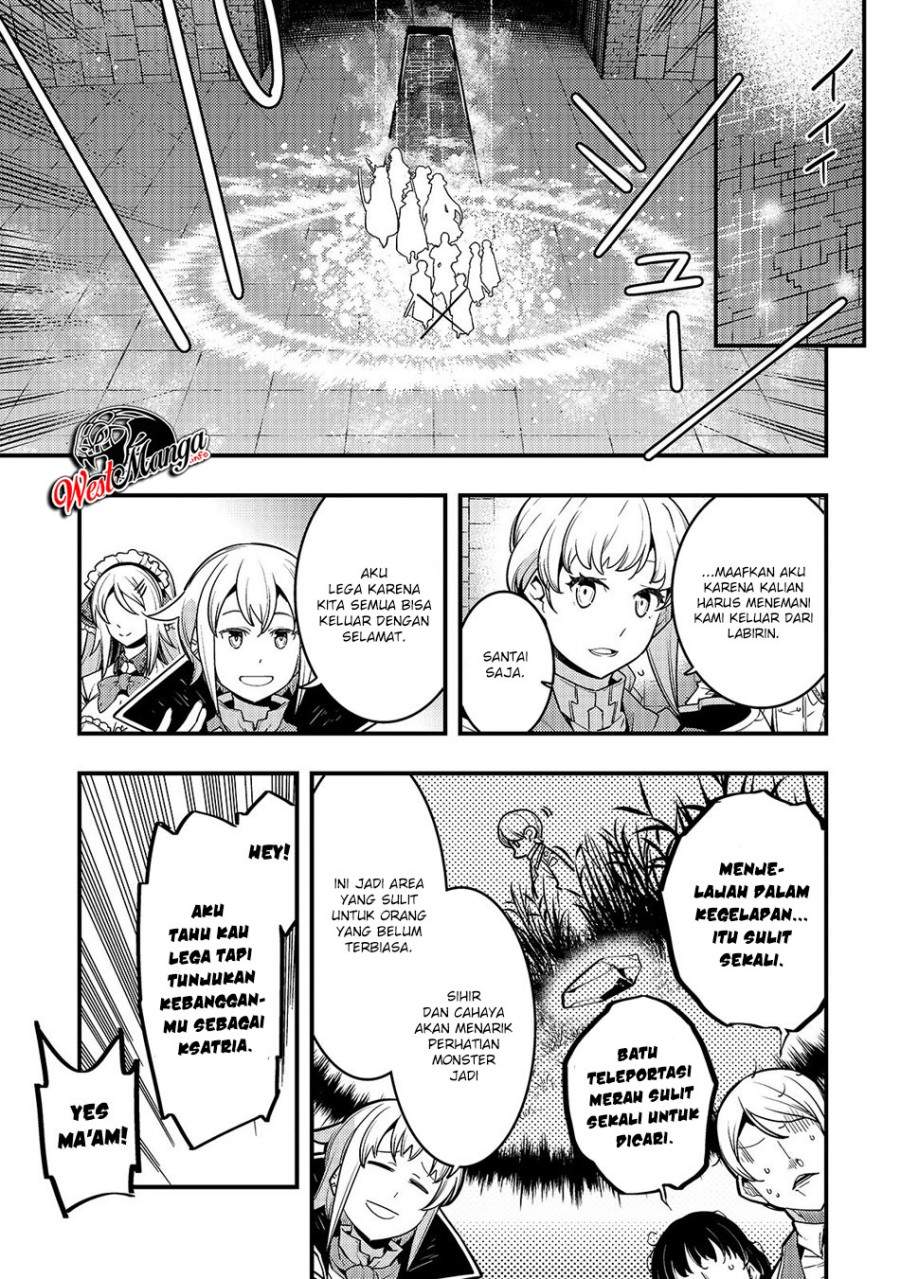 イイ
ュ
WestManga
.info
...MAAFKAN AKU
KARENA KALIAN
HARUS MENEMANI
KAMI KELUAR DARI
LABIRIN.
SANTAI
SAJA.
AKU
LEGA KARENA
KITA SEMUA BISA
KELUAR DENGAN
SELAMAT.
MENJE-
LAJAH DALAM
KEGELAPAN...
ITU SULIT
SEKALI.
BATU
TELEPORTASI
MERAH SULIT
SEKALI UNTUK
DICARI.
INI JADI AREA
YANG SULIT
UNTUK ORANG
YANG BELUM
TERBIASA.
SIHIR
DAN CAHAYA
AKAN MENARIK
PERHATIAN
MONSTER
JADI
HEY!
AKU
TAHU KAU
LEGA TAPI
TUNJUKAN
KEBANGGAN-
MU SEBAGAI
KSATRIA.
YES
MA'AM!